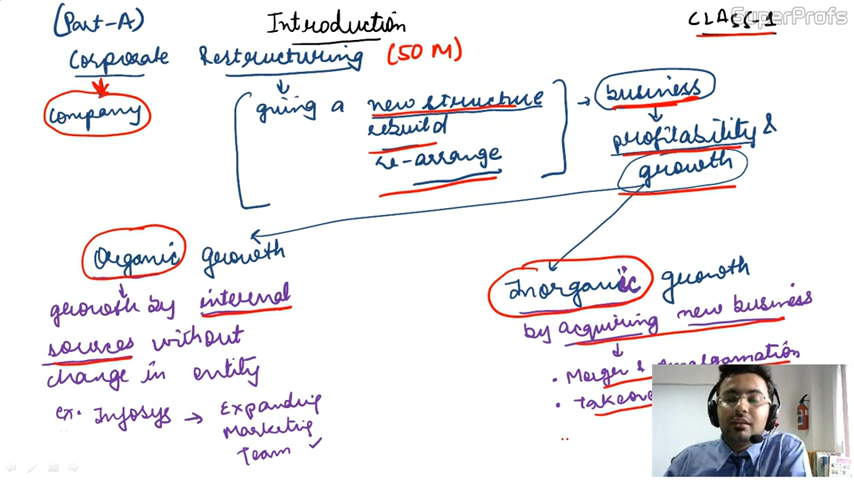 (Part-A)
Introduction
CLASS-1
SuperProfs
Corporate Restructuring (50 M)
Company
giving a new structure
rebuild
re-arrange
business
profitability &
growth
Organic growth
growth by internal
sources without
change in entity
ex. Infosys → Expanding
Marketing
Team ✓
Inorganic growth
by acquiring new business
• Merger & Amalgamation
•